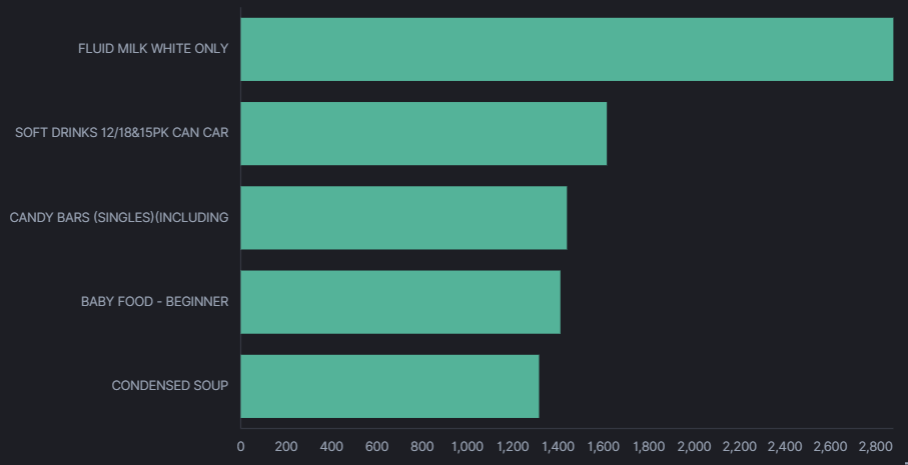 FLUID MILK WHITE ONLY
SOFT DRINKS 12/18&15PK CAN CAR
CANDY BARS (SINGLES)(INCLUDING
BABY FOOD - BEGINNER
CONDENSED SOUP
0 200 400 600 800 1,000 1,200 1,400 1,600 1,800 2,000 2,200 2,400 2,600 2,800